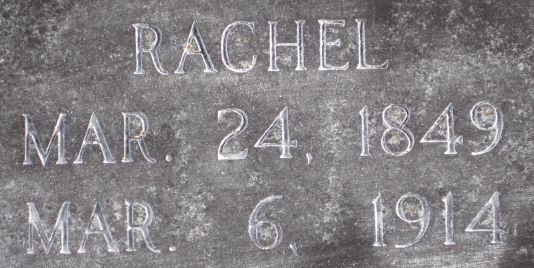 RACHEL
MAR. 24, 1849
MAR. 6, 1914